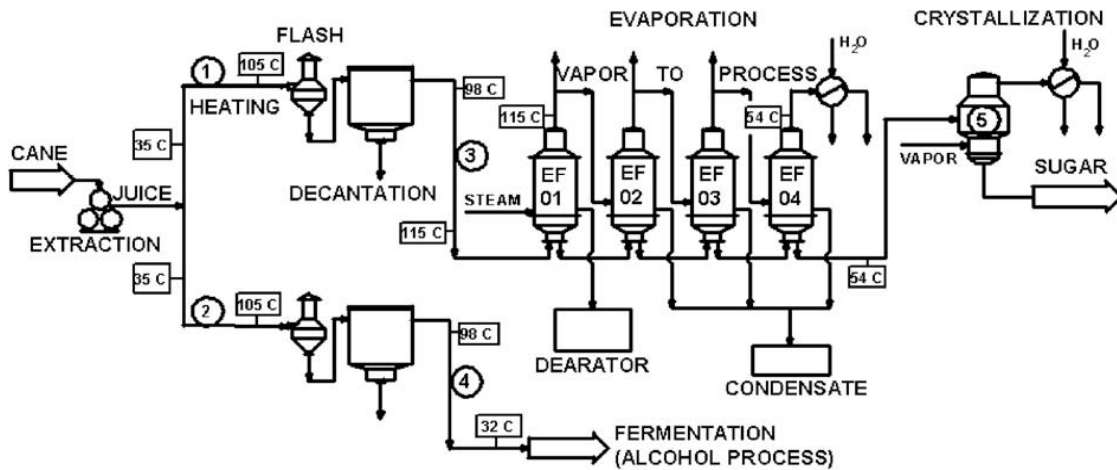 EVAPORATION
CRYSTALLIZATION
FLASH
H2O
H2O
1
105 C
HEATING
98 C
VAPOR TO PROCESS
115 C
54 C
5
35 C
CANE
JUICE
EXTRACTION
DECANTATION
3
STEAM
EF
01
EF
02
EF
03
EF
04
VAPOR
SUGAR
115 C
54 C
35 C
2
105 C
98 C
4
DEARATOR
CONDENSATE
32 C
FERMENTATION
(ALCOHOL PROCESS)